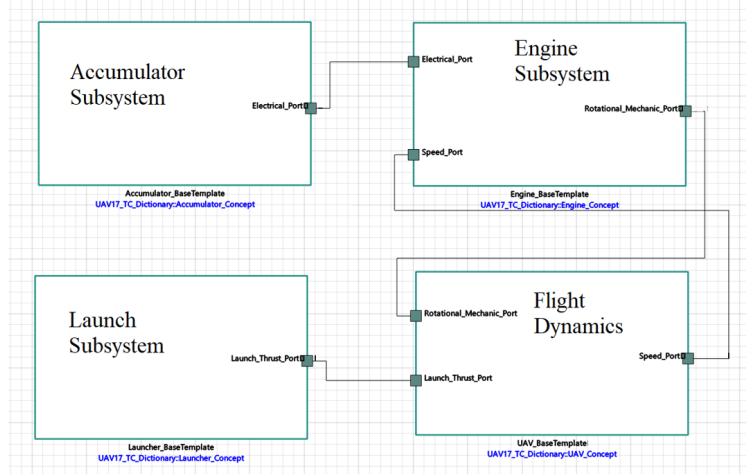 Accumulator
Subsystem
Electrical_Port
Accumulator_BaseTemplate
UAV17_TC_Dictionary::Accumulator_Concept
Engine
Subsystem
Electrical_Port
Rotational_Mechanic_Port
Speed_Port
Engine_BaseTemplate
UAV17_TC_Dictionary::Engine_Concept
Launch
Subsystem
Launch_Thrust_Port
Launcher_BaseTemplate
UAV17_TC_Dictionary::Launcher_Concept
Flight
Dynamics
Rotational_Mechanic_Port
Speed_Port
Launch_Thrust_Port
UAV_BaseTemplate
UAV17_TC_Dictionary::UAV_Concept